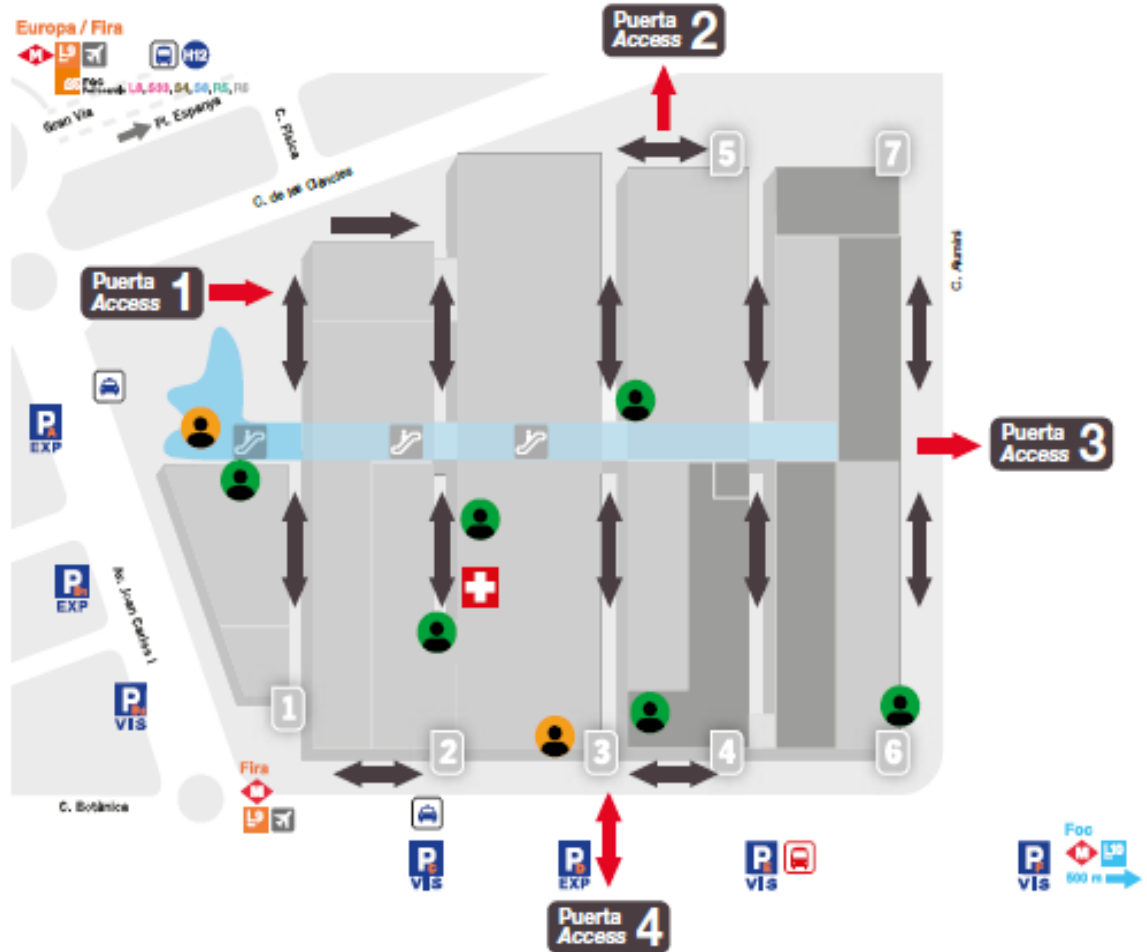 Europa / Fira
M L9 H12
L8, S33, S4, S8, R5, R6
Gran Via
Pl. Espanya
C. Física
C. de les Ciències
Puerta
Access 2
5
7
C. Alumini
Puerta
Access 1
P
EXP
Puerta
Access 3
P
EXP
Av. Joan Carles I
P
VIS
1
2
3
4
6
Fira
M
L9
C. Botànica
P
VIS
P
EXP
P
VIS
P
VIS
Foc
M L10
500 m
Puerta
Access 4